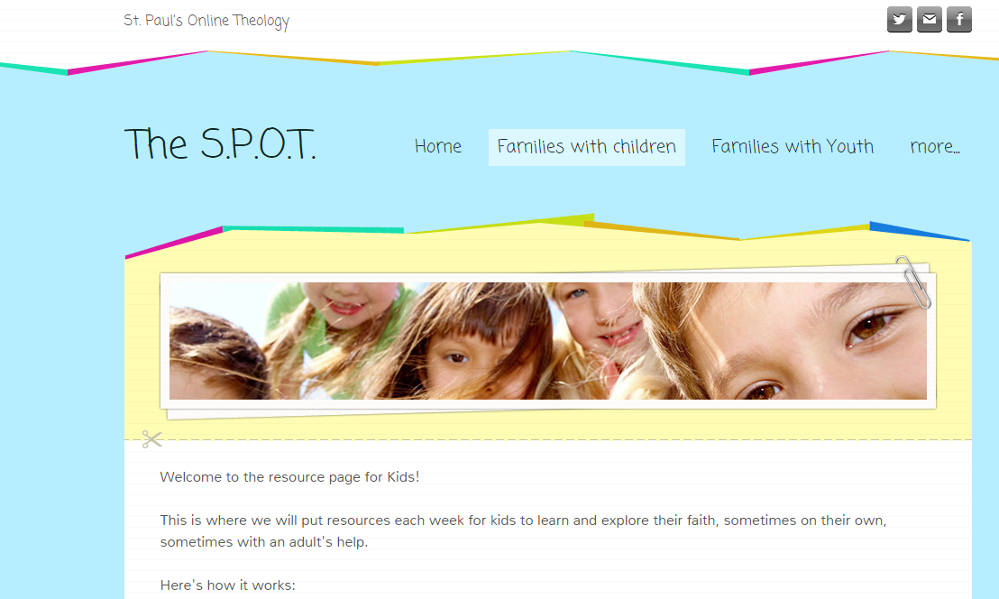 St. Paul's Online Theology
The S.P.O.T.
Home
Families with children
Families with Youth
more...
Welcome to the resource page for Kids!
This is where we will put resources each week for kids to learn and explore their faith, sometimes on their own,
sometimes with an adult's help.
Here's how it works: